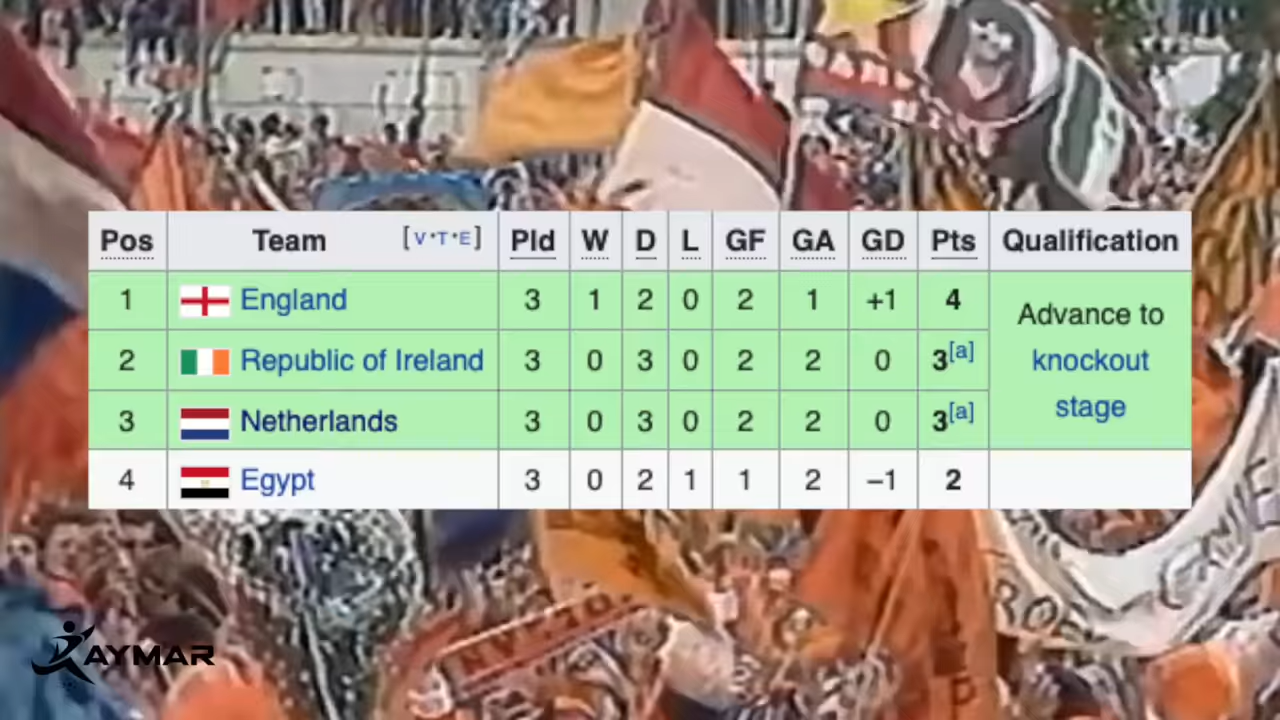 Pos Team [V·T·E] Pld W D L GF GA GD Pts Qualification
1 England 3 1 2 0 2 1 +1 4 Advance to knockout stage
2 Republic of Ireland 3 0 3 0 2 2 0 3[a]
3 Netherlands 3 0 3 0 2 2 0 3[a]
4 Egypt 3 0 2 1 1 2 −1 2
AYMAR